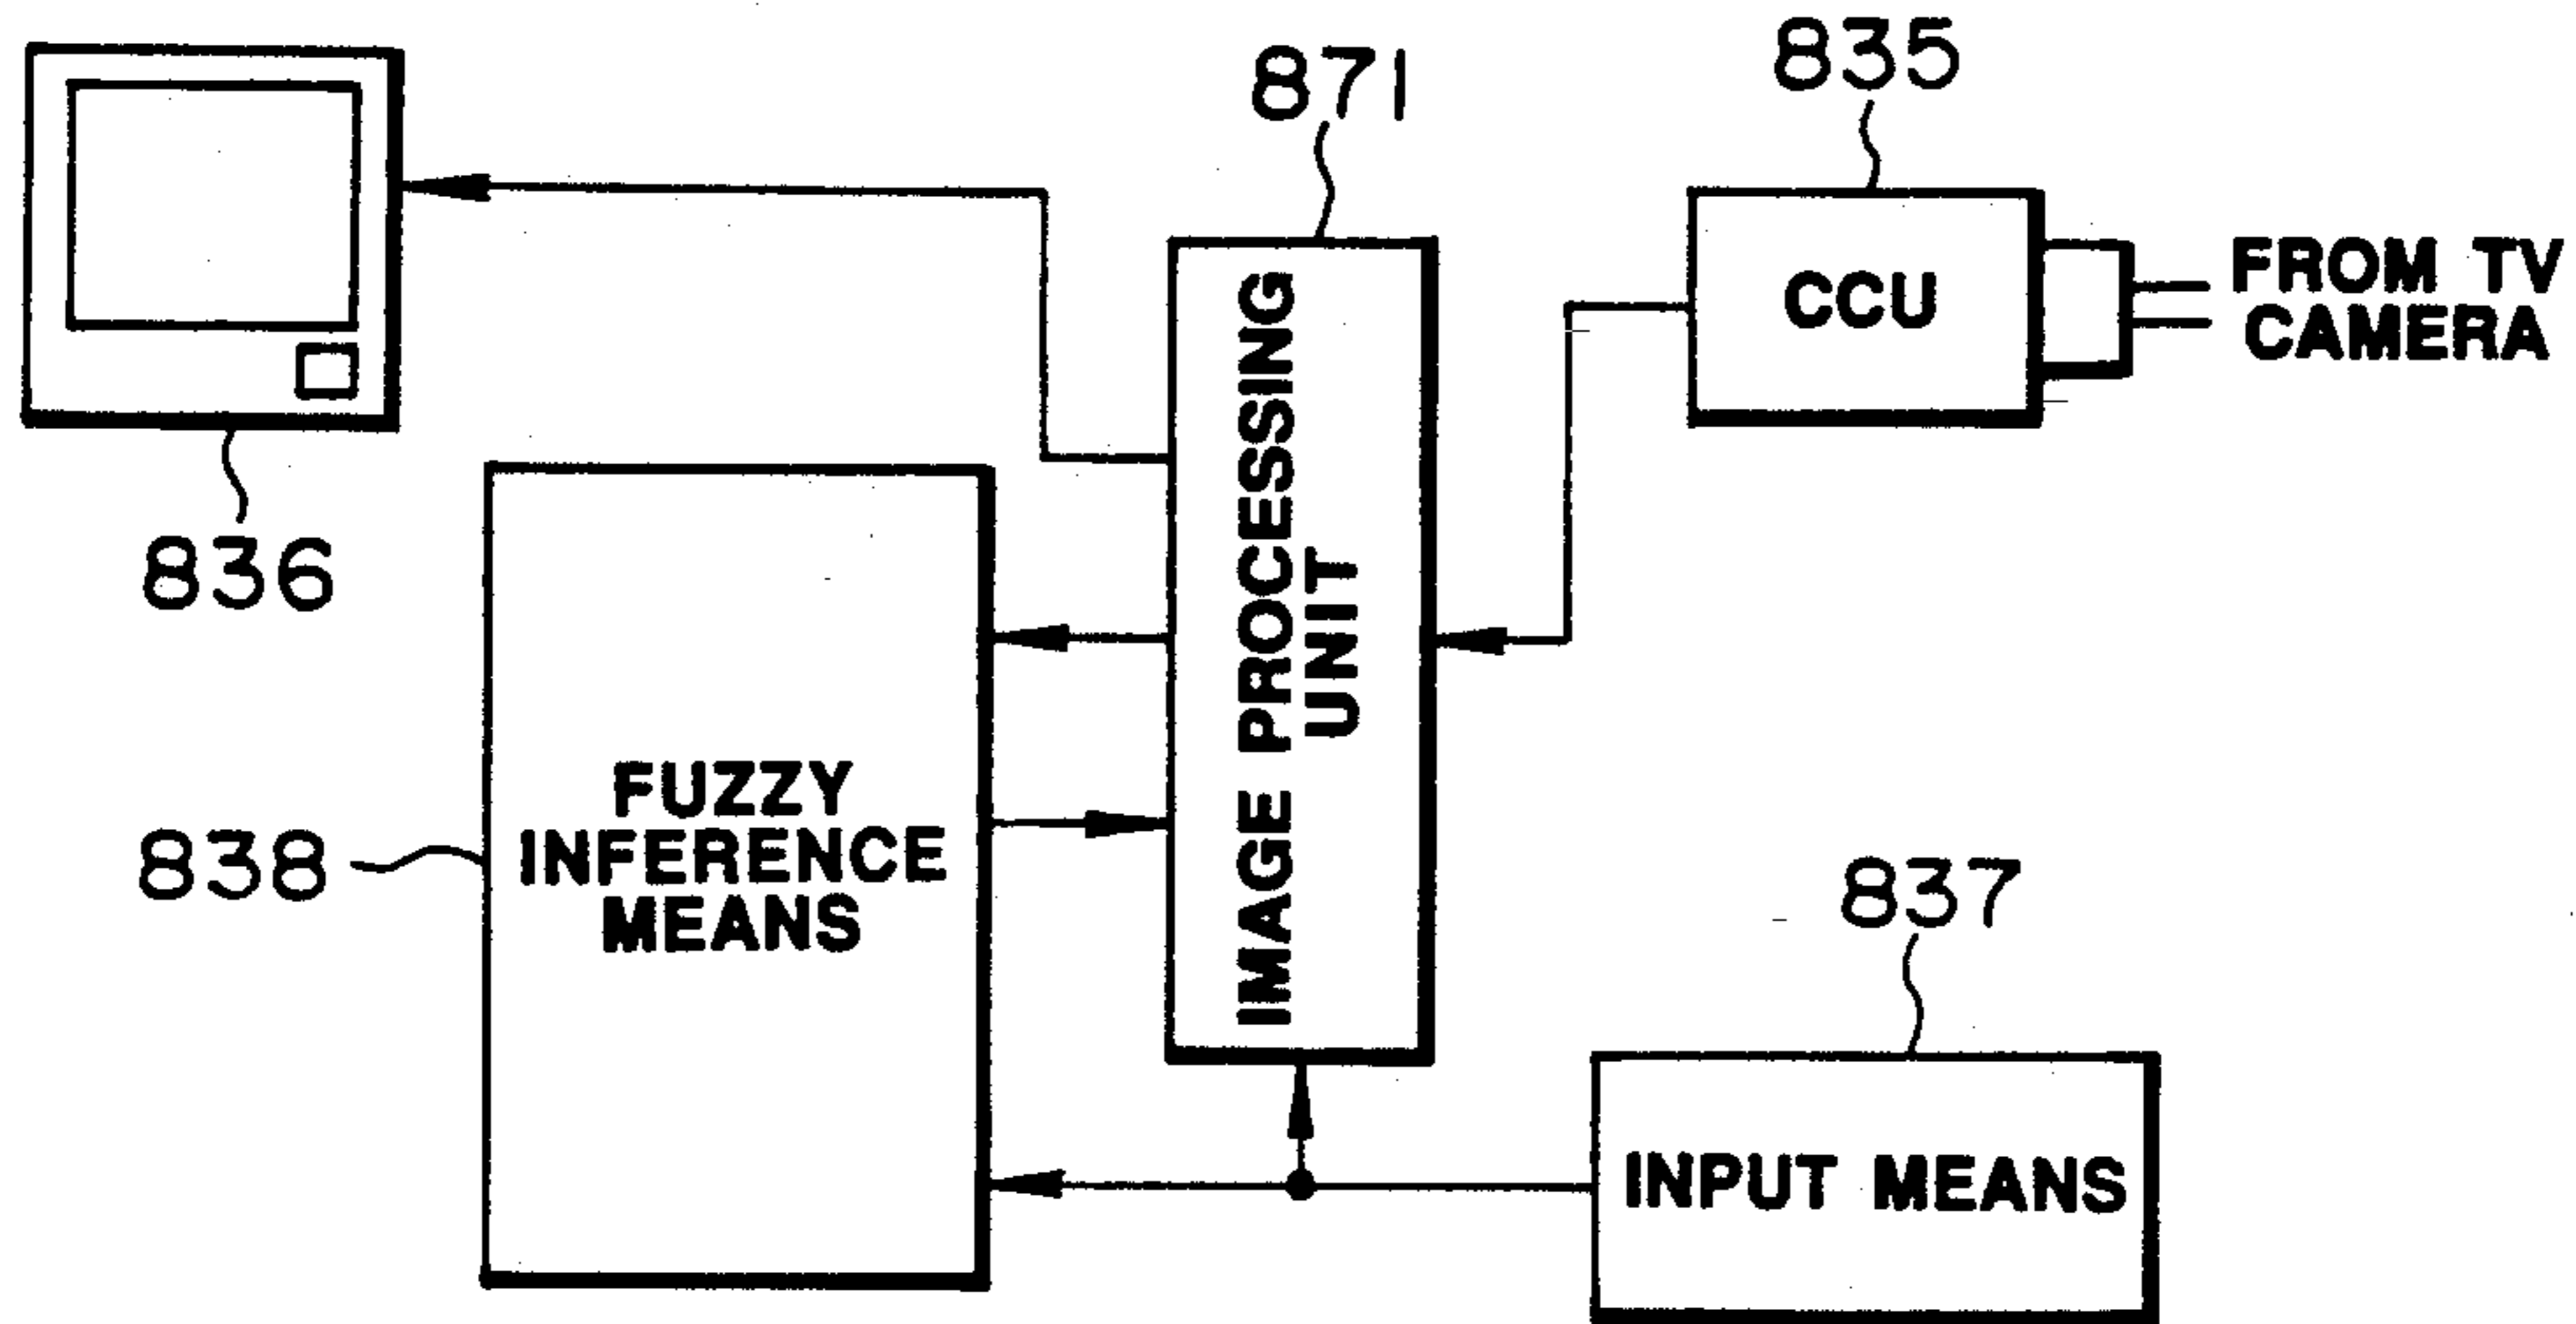 835
871
FROM TV
CAMERA
CCU
IMAGE PROCESSING
UNIT
836
FUZZY
INFERENCE
MEANS
838
837
INPUT MEANS